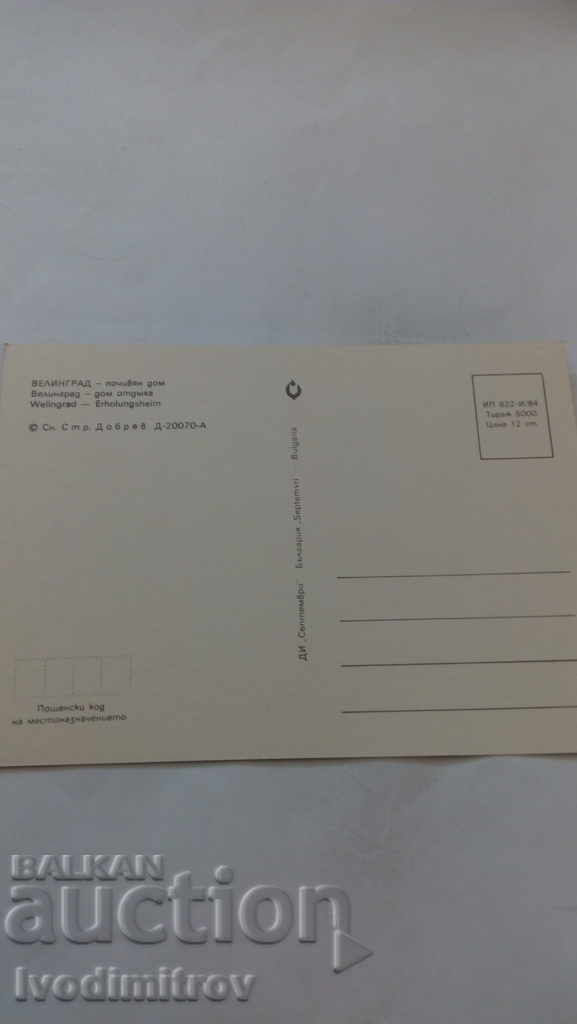 ВЕЛИНГРАД – почивен дом
Велинград – дом отдыха
Welingrad — Erholungsheim
© Сн. Стр. Добрев Д-20070-А
ДИ „Септември" България „Septemvri" Bulgaria
ИП 622-И/84
Тираж 5000
Цена 12 ст.
Пощенски код
на местоназначението
BALKAN
auction
Ivodimitrov